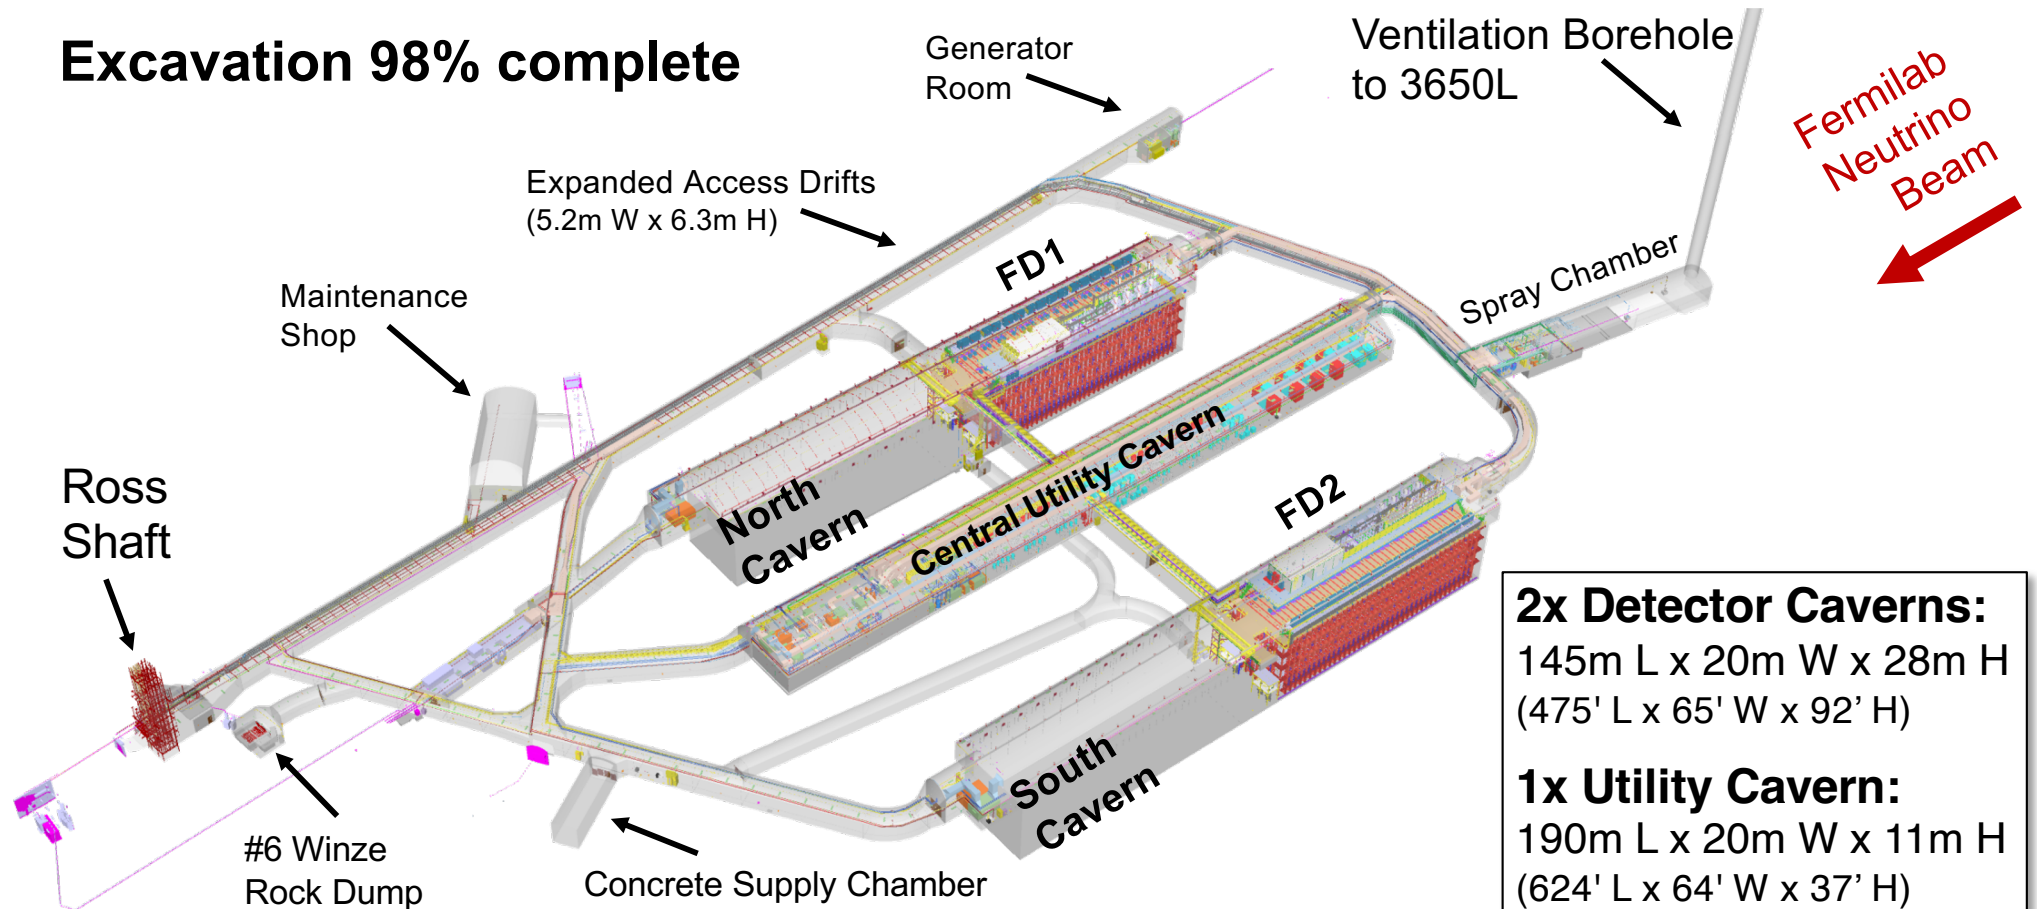 Excavation 98% complete
Generator
Room
Ventilation Borehole
to 3650L
Fermilab
Neutrino
Beam
Expanded Access Drifts
(5.2m W x 6.3m H)
FD1
Spray Chamber
Maintenance
Shop
Ross
Shaft
North
Cavern
Central Utility Cavern
FD2
South
Cavern
#6 Winze
Rock Dump
Concrete Supply Chamber
2x Detector Caverns:
145m L x 20m W x 28m H
(475' L x 65' W x 92’ H)
1x Utility Cavern:
190m L x 20m W x 11m H
(624' L x 64' W x 37’ H)